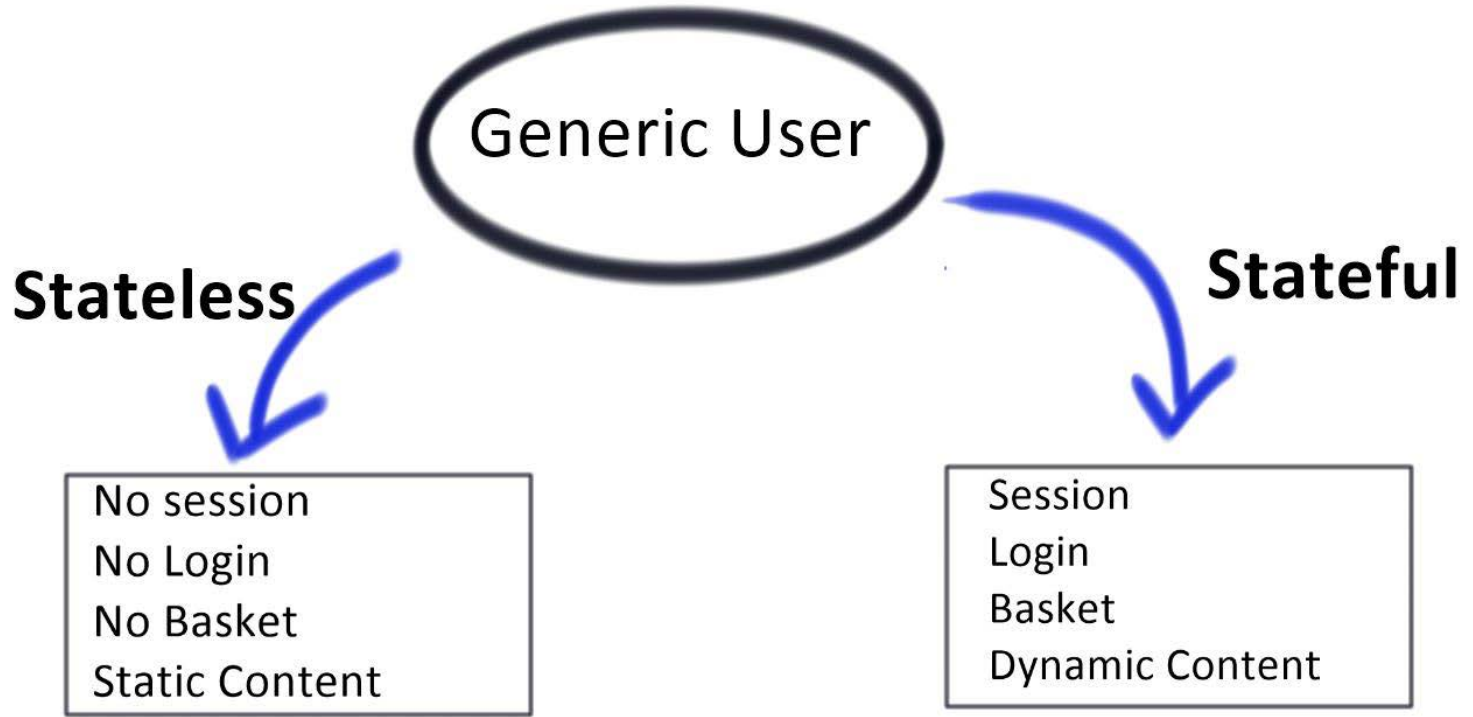 Generic User
Stateless
Stateful
No session
No Login
No Basket
Static Content
Session
Login
Basket
Dynamic Content